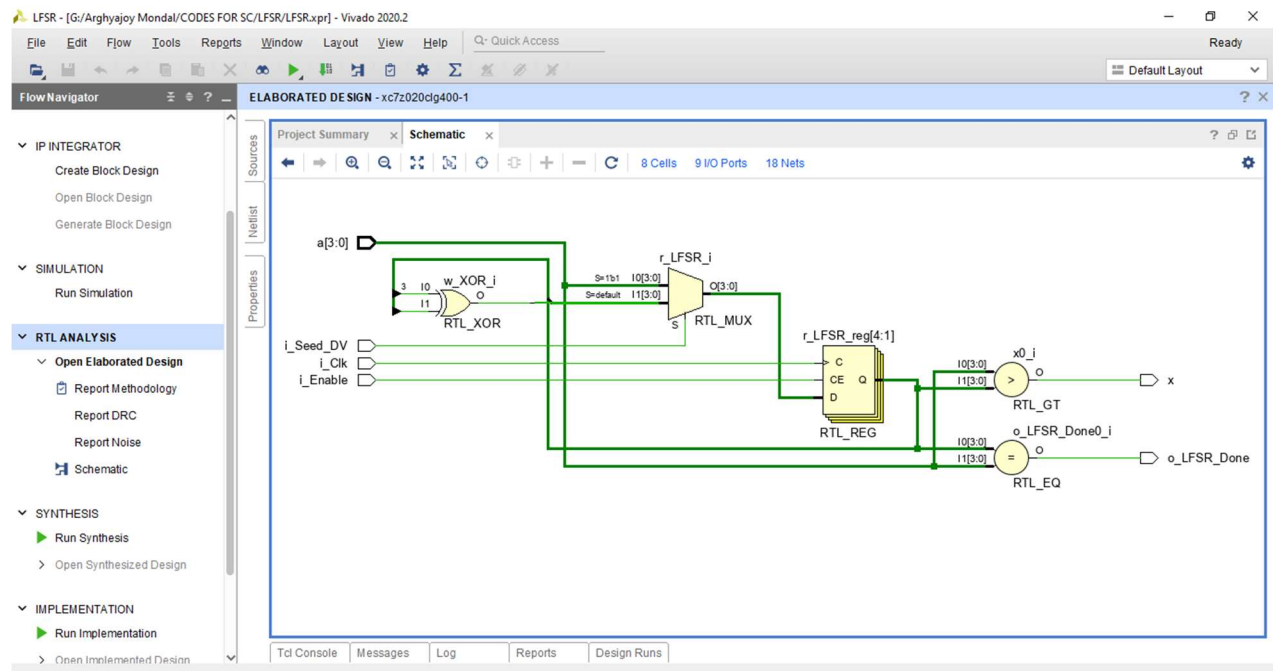 LFSR - [G:/Arghyajoy Mondal/CODES FOR SC/LFSR/LFSR.xpr] - Vivado 2020.2
File Edit Flow Tools Reports Window Layout View Help Q- Quick Access Ready
Default Layout
Flow Navigator
ELABORATED DESIGN - xc7z020clg400-1
IP INTEGRATOR
Create Block Design
Open Block Design
Generate Block Design
SIMULATION
Run Simulation
RTL ANALYSIS
Open Elaborated Design
Report Methodology
Report DRC
Report Noise
Schematic
SYNTHESIS
Run Synthesis
Open Synthesized Design
IMPLEMENTATION
Run Implementation
Open Implemented Design
Sources
Netlist
Properties
Project Summary Schematic
8 Cells 9 I/O Ports 18 Nets
a[3:0]
3 I0 w_XOR_i
I1 O
RTL_XOR
r_LFSR_i
S=1'b1 I0[3:0] O[3:0]
S=default I1[3:0]
S RTL_MUX
i_Seed_DV
i_Clk
i_Enable
r_LFSR_reg[4:1]
C
CE Q
D
RTL_REG
x0_i
I0[3:0] O
I1[3:0] > x
RTL_GT
o_LFSR_Done0_i
I0[3:0] O
I1[3:0] = o_LFSR_Done
RTL_EQ
Tcl Console Messages Log Reports Design Runs